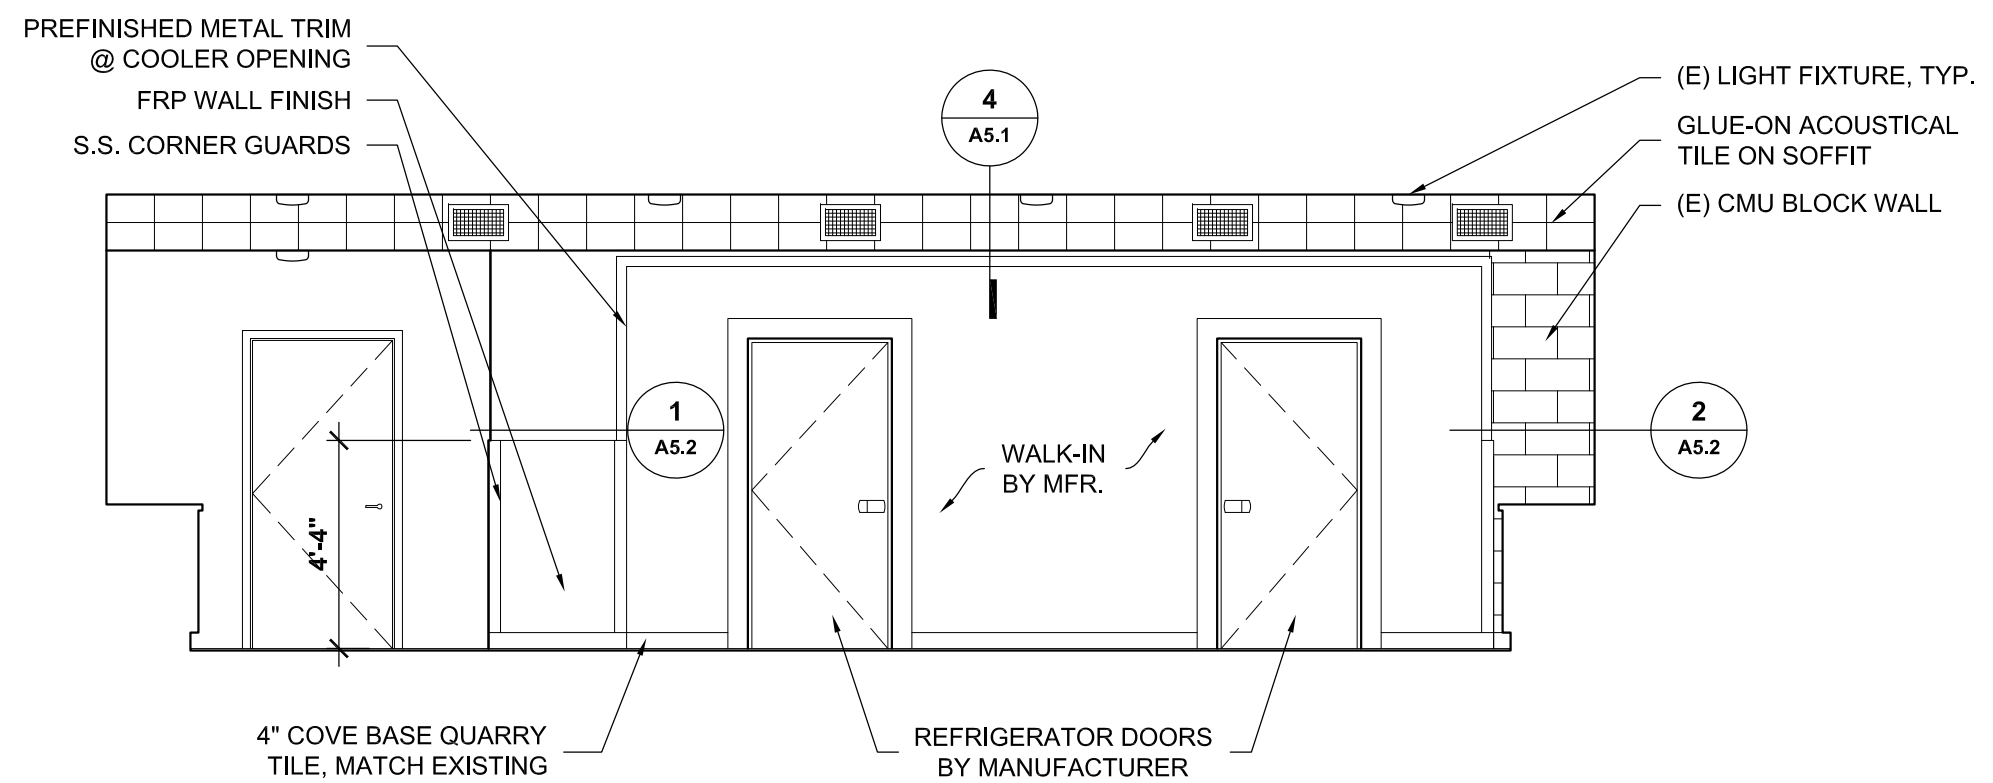 PREFINISHED METAL TRIM
@ COOLER OPENING
FRP WALL FINISH
S.S. CORNER GUARDS
4
A5.1
(E) LIGHT FIXTURE, TYP.
GLUE-ON ACOUSTICAL
TILE ON SOFFIT
(E) CMU BLOCK WALL
1
A5.2
2
A5.2
WALK-IN
BY MFR.
4'-4"
4" COVE BASE QUARRY
TILE, MATCH EXISTING
REFRIGERATOR DOORS
BY MANUFACTURER